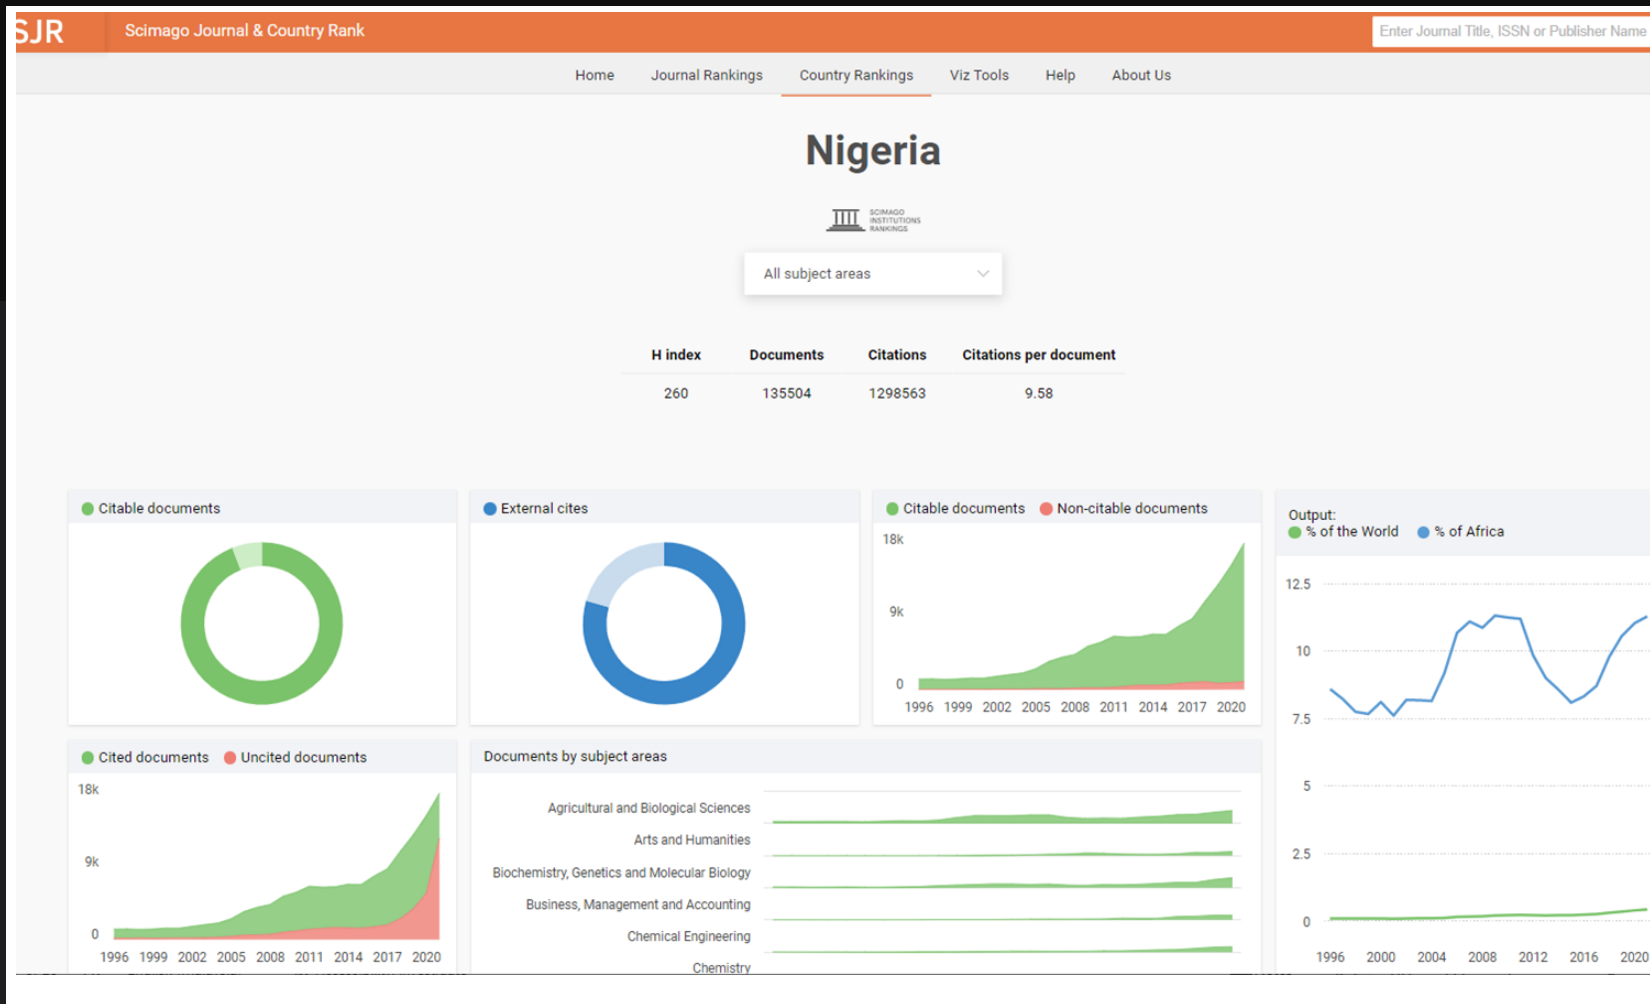 SJR
Scimago Journal & Country Rank
Enter Journal Title, ISSN or Publisher Name
Home Journal Rankings Country Rankings Viz Tools Help About Us
Nigeria
SCIMAGO
INSTITUTIONS
RANKINGS
All subject areas
H index Documents Citations Citations per document
260 135504 1298563 9.58
Citable documents
External cites
Citable documents Non-citable documents
18k
9k
0
1996 1999 2002 2005 2008 2011 2014 2017 2020
Output:
% of the World % of Africa
12.5
10
7.5
5
2.5
0
1996 2000 2004 2008 2012 2016 2020
Cited documents Uncited documents
18k
9k
0
1996 1999 2002 2005 2008 2011 2014 2017 2020
Documents by subject areas
Agricultural and Biological Sciences
Arts and Humanities
Biochemistry, Genetics and Molecular Biology
Business, Management and Accounting
Chemical Engineering
Chemistry